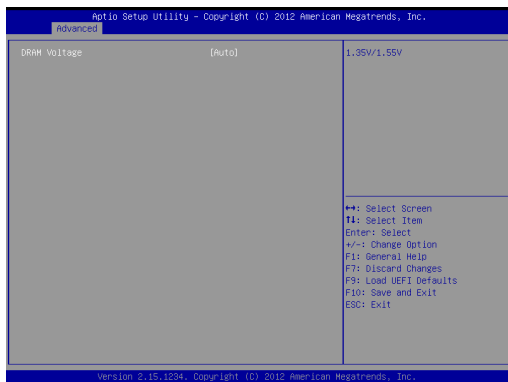 Aptio Setup Utility – Copyright (C) 2012 American Megatrends, Inc.
Advanced
DRAM Voltage [Auto]
1.35V/1.55V
↔: Select Screen
↑↓: Select Item
Enter: Select
+/-: Change Option
F1: General Help
F7: Discard Changes
F9: Load UEFI Defaults
F10: Save and Exit
ESC: Exit
Version 2.15.1234. Copyright (C) 2012 American Megatrends, Inc.